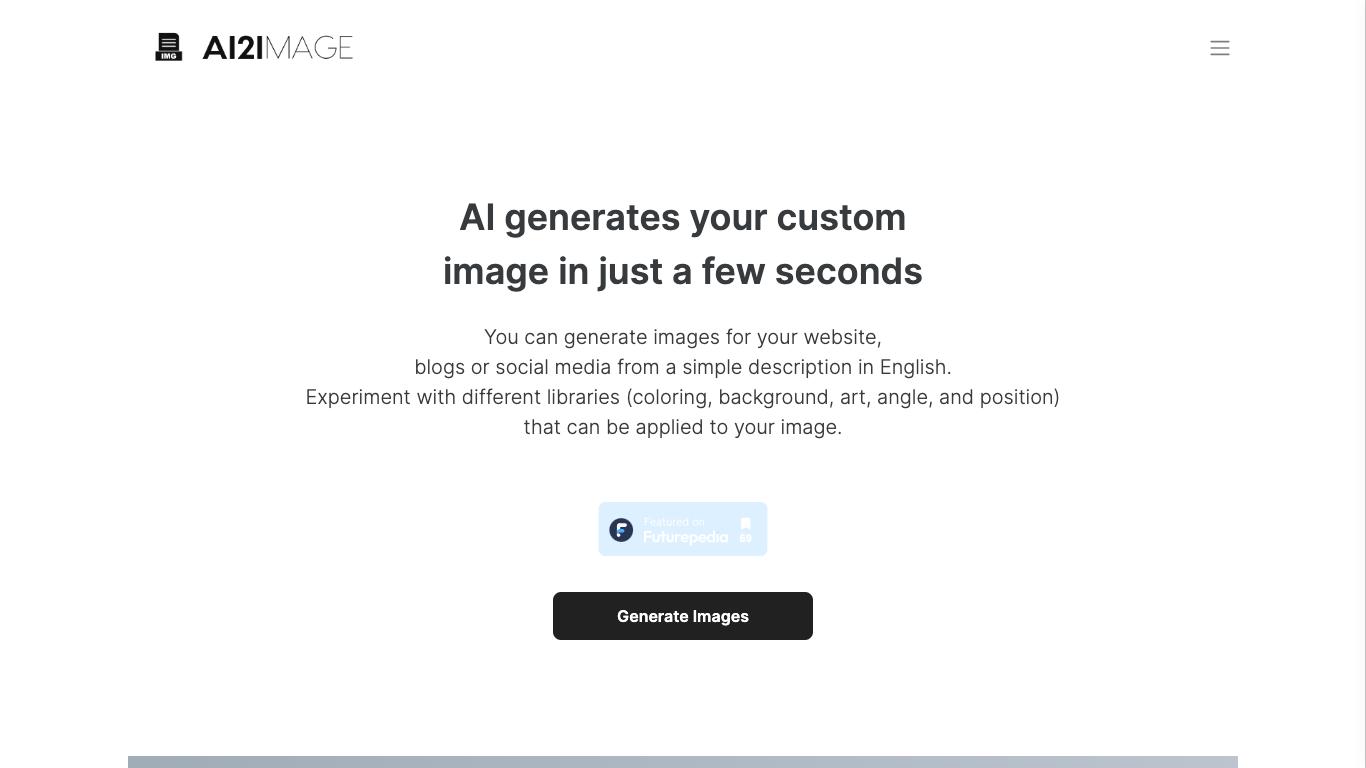 IMG
AI2IMAGE
AI generates your custom
image in just a few seconds
You can generate images for your website,
blogs or social media from a simple description in English.
Experiment with different libraries (coloring, background, art, angle, and position)
that can be applied to your image.
Featured on
Futurepedia
69
Generate Images